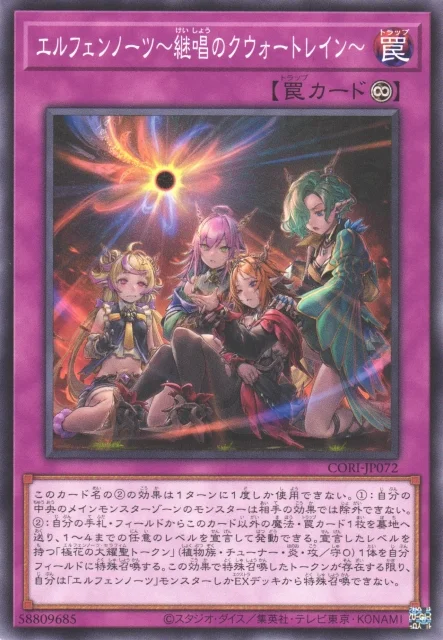 エルフェンノーツ～継唱のクウォートレイン～
けいしょう
トラップ
罠
【罠カード】
トラップ
CORI-JP072
このカード名の②の効果は1ターンに1度しか使用できない。①：自分の
中央のメインモンスターゾーンのモンスターは相手の効果では除外できない。
②：自分の手札・フィールドからこのカード以外の魔法・罠カード1枚を墓地へ
送り、1～4までの任意のレベルを宣言して発動できる。宣言したレベルを
持つ「極花の大耀聖トークン」（植物族・チューナー・炎・攻／守0）1体を自分
フィールドに特殊召喚する。この効果で特殊召喚したトークンが存在する限り、
自分は「エルフェンノーツ」モンスターしかEXデッキから特殊召喚できない。
58809685
©スタジオ・ダイス／集英社・テレビ東京・KONAMI